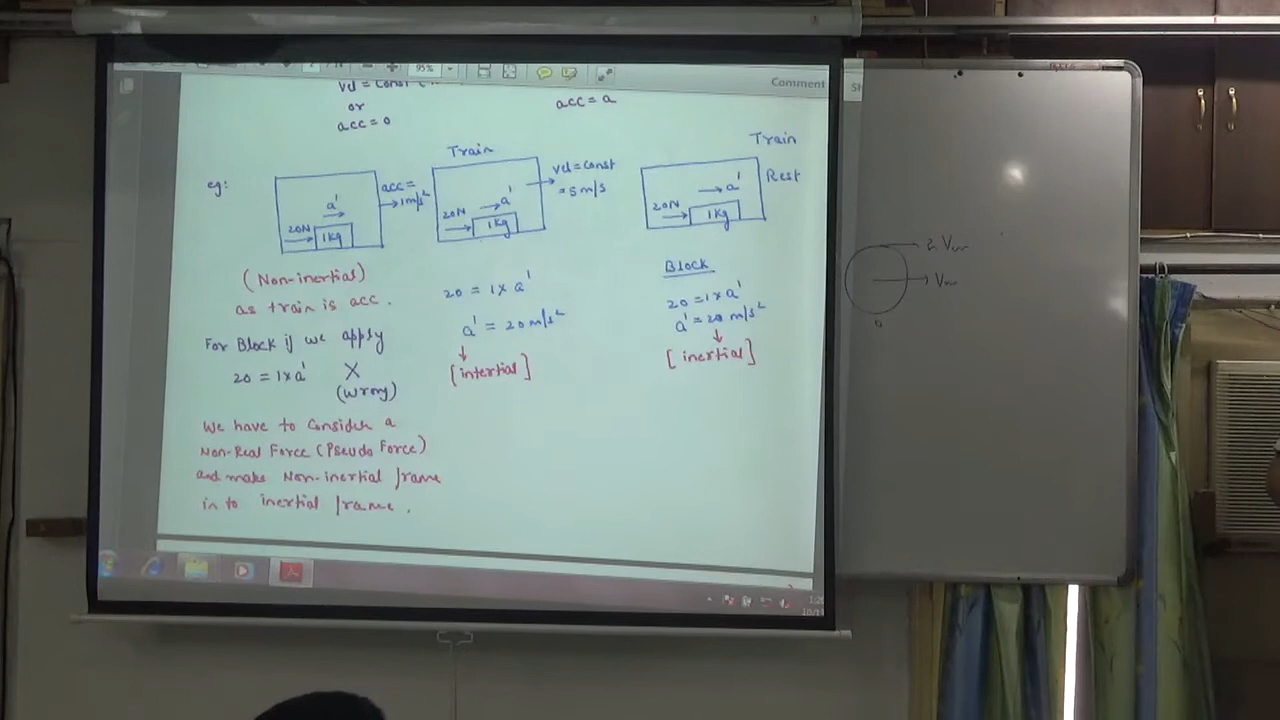 95%
Comment
or
acc = 0
acc = a
eg:
acc =
1m/s²
a'
20N
1kg
Train
vel = const
= 5 m/s
a'
20N
1kg
Train
Rest
a'
20N
1kg
(Non-inertial)
as train is acc.
For Block if we apply
20 = 1×a' X
(wrong)
We have to consider a
Non-Real Force (Pseudo Force)
and make Non-inertial frame
in to inertial frame.
20 = 1×a'
a' = 20 m/s²
[intertial]
Block
20 = 1×a'
a' = 20 m/s²
[inertial]